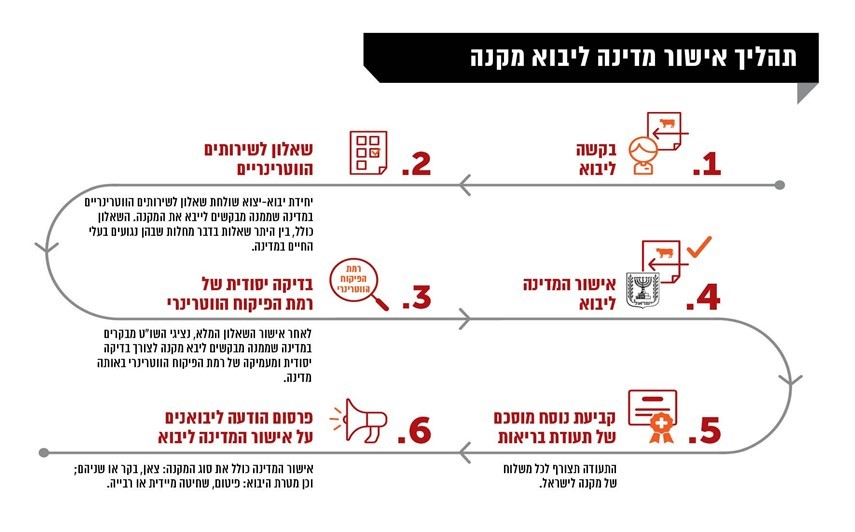 תהליך אישור מדינה ליבוא מקנה
1.
בקשה
ליבוא
2.
שאלון לשירותים
הווטרינריים
יחידת יבוא-יצוא שולחת שאלון לשירותים הווטרינריים
במדינה שממנה מבקשים לייבא את המקנה. השאלון
כולל, בין היתר שאלות בדבר מחלות שבהן נגועים בעלי
החיים במדינה.
3.
רמת
הפיקוח
הווטרינרי
בדיקה יסודית של
רמת הפיקוח הווטרינרי
לאחר אישור השאלון המלא, נציגי השו"ט מבקרים
במדינה שממנה מבקשים ליבא מקנה לצורך בדיקה
יסודית ומעמיקה של רמת הפיקוח הווטרינרי באותה
מדינה.
4.
ישראל
אישור המדינה
ליבוא
5.
קביעת נוסח מוסכם
של תעודת בריאות
התעודה תצורף לכל משלוח
של מקנה לישראל.
6.
פרסום הודעה ליבואנים
על אישור המדינה ליבוא
אישור המדינה כולל את סוג המקנה: צאן, בקר או שניהם;
וכן מטרת היבוא: פיטום, שחיטה מיידית או רבייה.